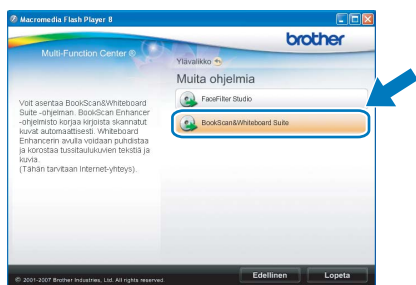 Macromedia Flash Player 8
brother
Multi-Function Center ®
Ylävalikko
Muita ohjelmia
FaceFilter Studio
BookScan&Whiteboard Suite
Voit asentaa BookScan&Whiteboard
Suite -ohjelman. BookScan Enhancer
-ohjelmisto korjaa kirjoista skannatut
kuvat automaattisesti. Whiteboard
Enhancerin avulla voidaan puhdistaa
ja korostaa tussitaulukuvien tekstiä ja
kuvia.
(Tähän tarvitaan Internet-yhteys).
Edellinen
Lopeta
© 2001-2007 Brother Industries, Ltd. All rights reserved.